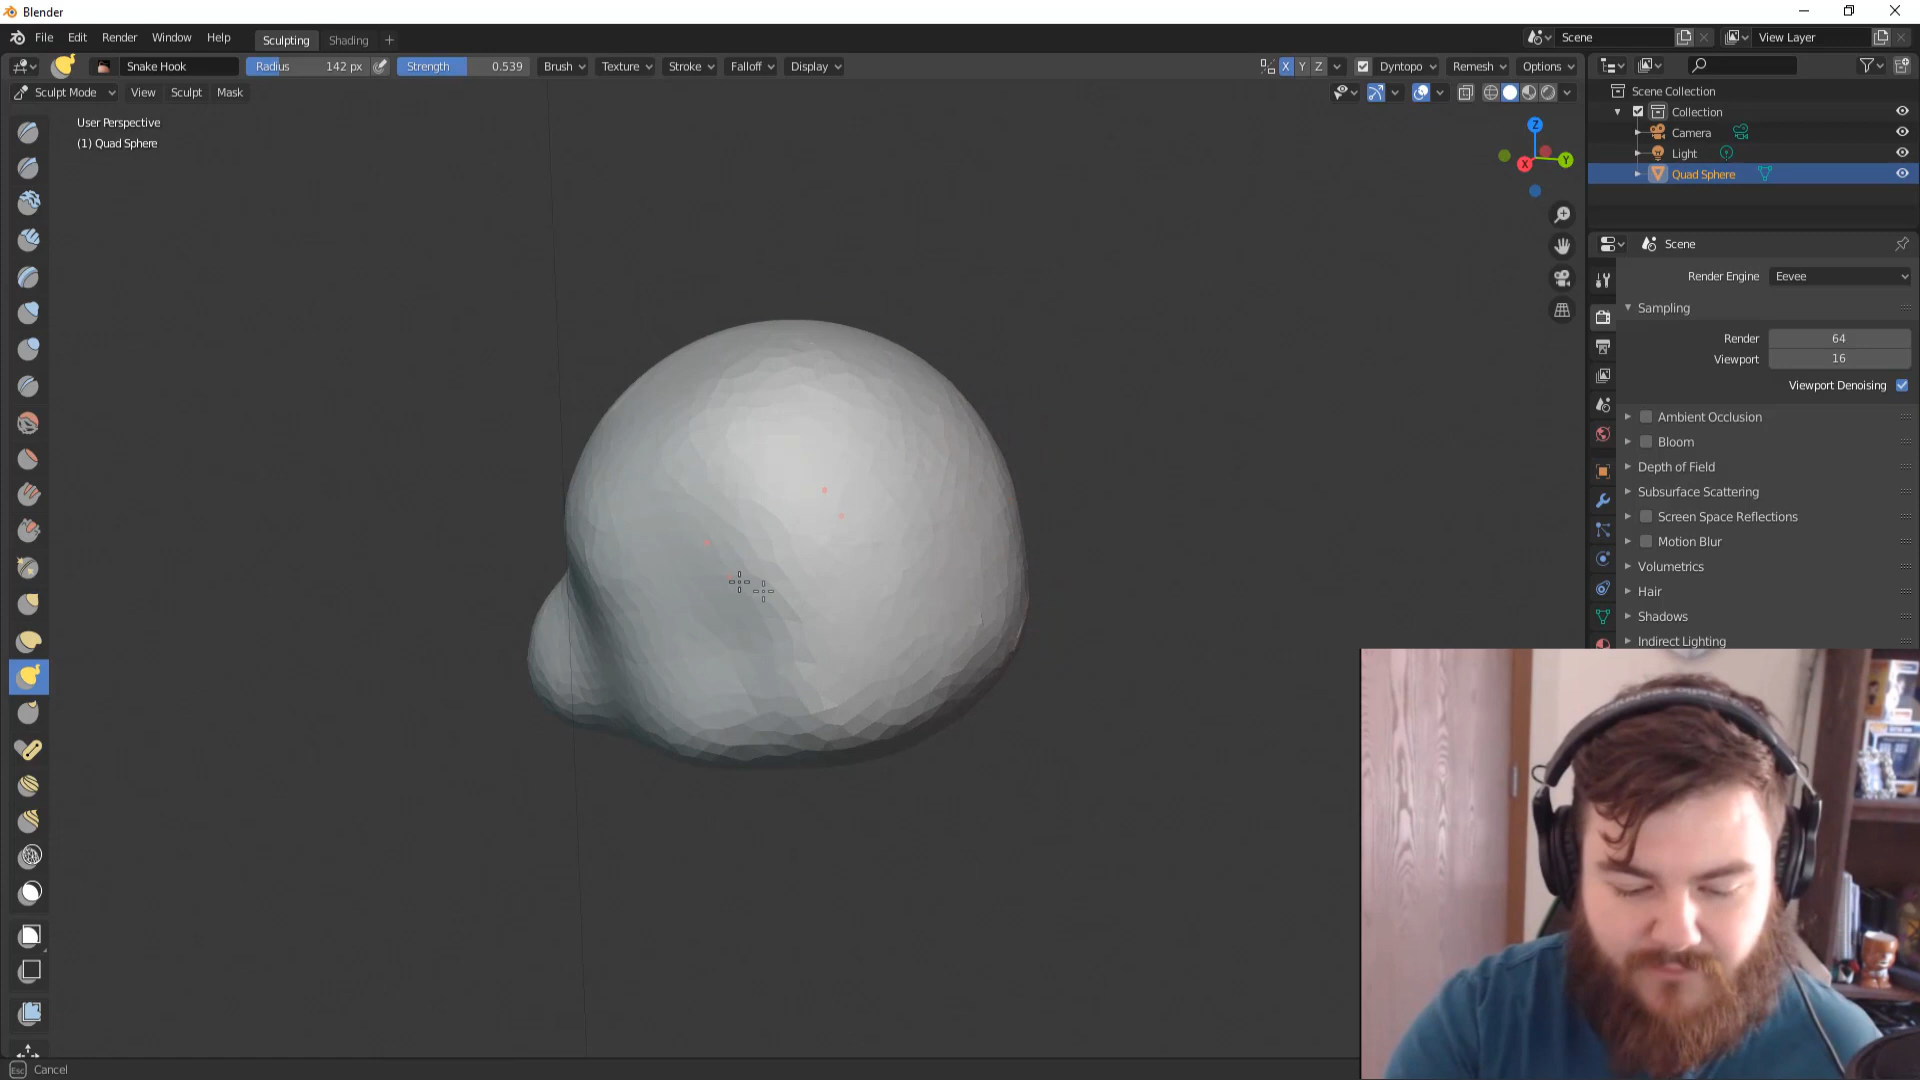 Blender
File Edit Render Window Help Sculpting Shading + Scene View Layer
Snake Hook Radius 142 px Strength 0.539 Brush Texture Stroke Falloff Display X Y Z Dyntopo Remesh Options
Sculpt Mode View Sculpt Mask
User Perspective
(1) Quad Sphere
Z
X
Y
Scene Collection
Collection
Camera
Light
Quad Sphere
Scene
Render Engine Eevee
Sampling
Render 64
Viewport 16
Viewport Denoising
Ambient Occlusion
Bloom
Depth of Field
Subsurface Scattering
Screen Space Reflections
Motion Blur
Volumetrics
Hair
Shadows
Indirect Lighting
Esc Cancel